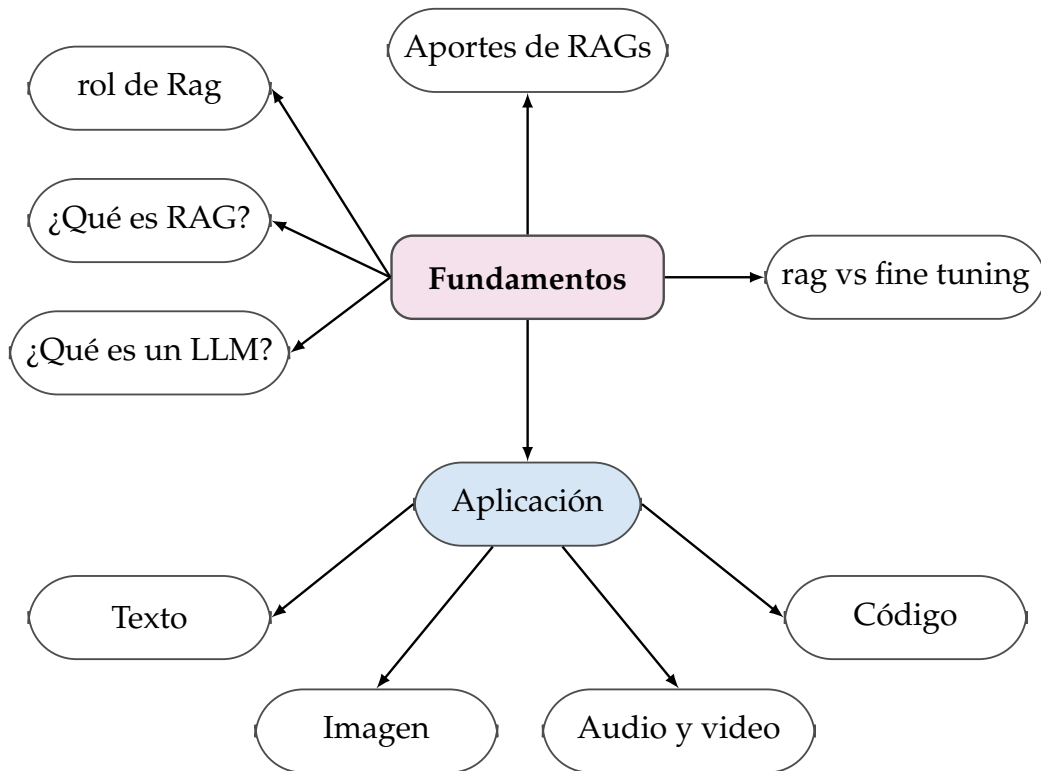 Aportes de RAGs
rol de Rag
¿Qué es RAG?
Fundamentos
rag vs fine tuning
¿Qué es un LLM?
Aplicación
Texto
Código
Imagen
Audio y video